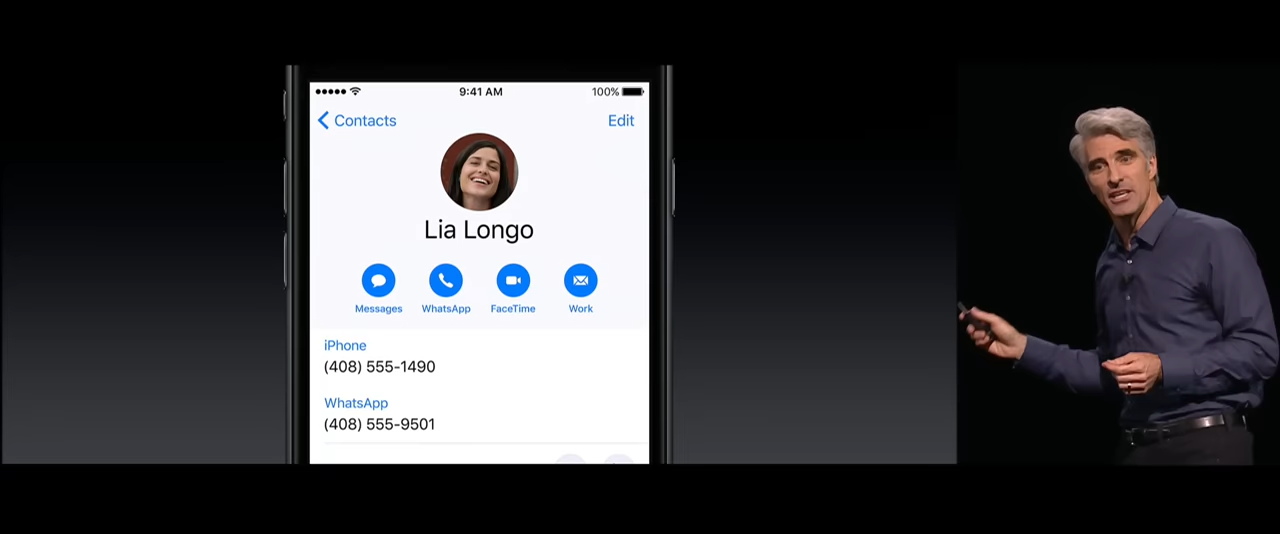 9:41 AM
100%
Contacts
Edit
Lia Longo
Messages
WhatsApp
FaceTime
Work
iPhone
(408) 555-1490
WhatsApp
(408) 555-9501